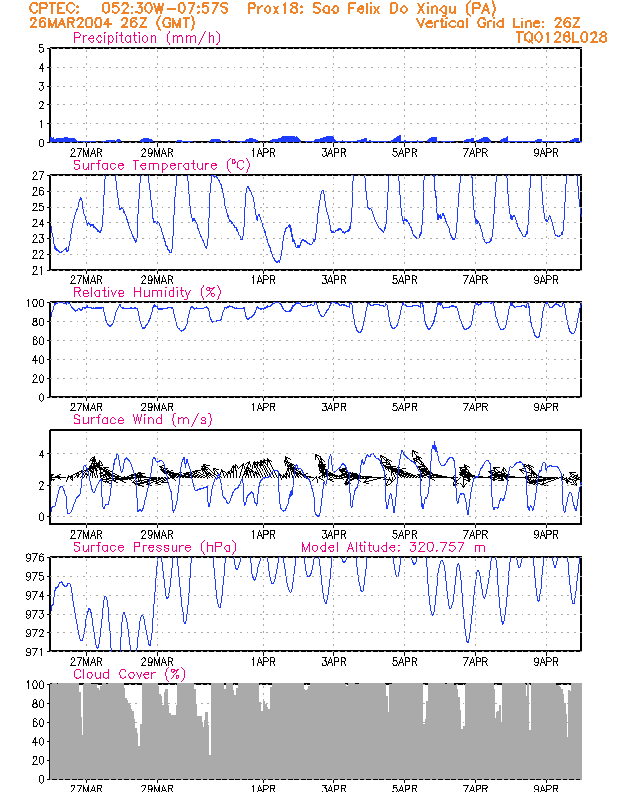 CPTEC: 052:30W-07:57S Prox18: Sao Felix Do Xingu (PA)
26MAR2004 26Z (GMT) Vertical Grid Line: 26Z
Precipitation (mm/h) TQ0126L028
5
4
3
2
1
0
27MAR 29MAR 1APR 3APR 5APR 7APR 9APR
Surface Temperature (°C)
27
26
25
24
23
22
21
27MAR 29MAR 1APR 3APR 5APR 7APR 9APR
Relative Humidity (%)
100
80
60
40
20
0
27MAR 29MAR 1APR 3APR 5APR 7APR 9APR
Surface Wind (m/s)
4
2
0
27MAR 29MAR 1APR 3APR 5APR 7APR 9APR
Surface Pressure (hPa) Model Altitude: 320.757 m
976
975
974
973
972
971
27MAR 29MAR 1APR 3APR 5APR 7APR 9APR
Cloud Cover (%)
100
80
60
40
20
0
27MAR 29MAR 1APR 3APR 5APR 7APR 9APR